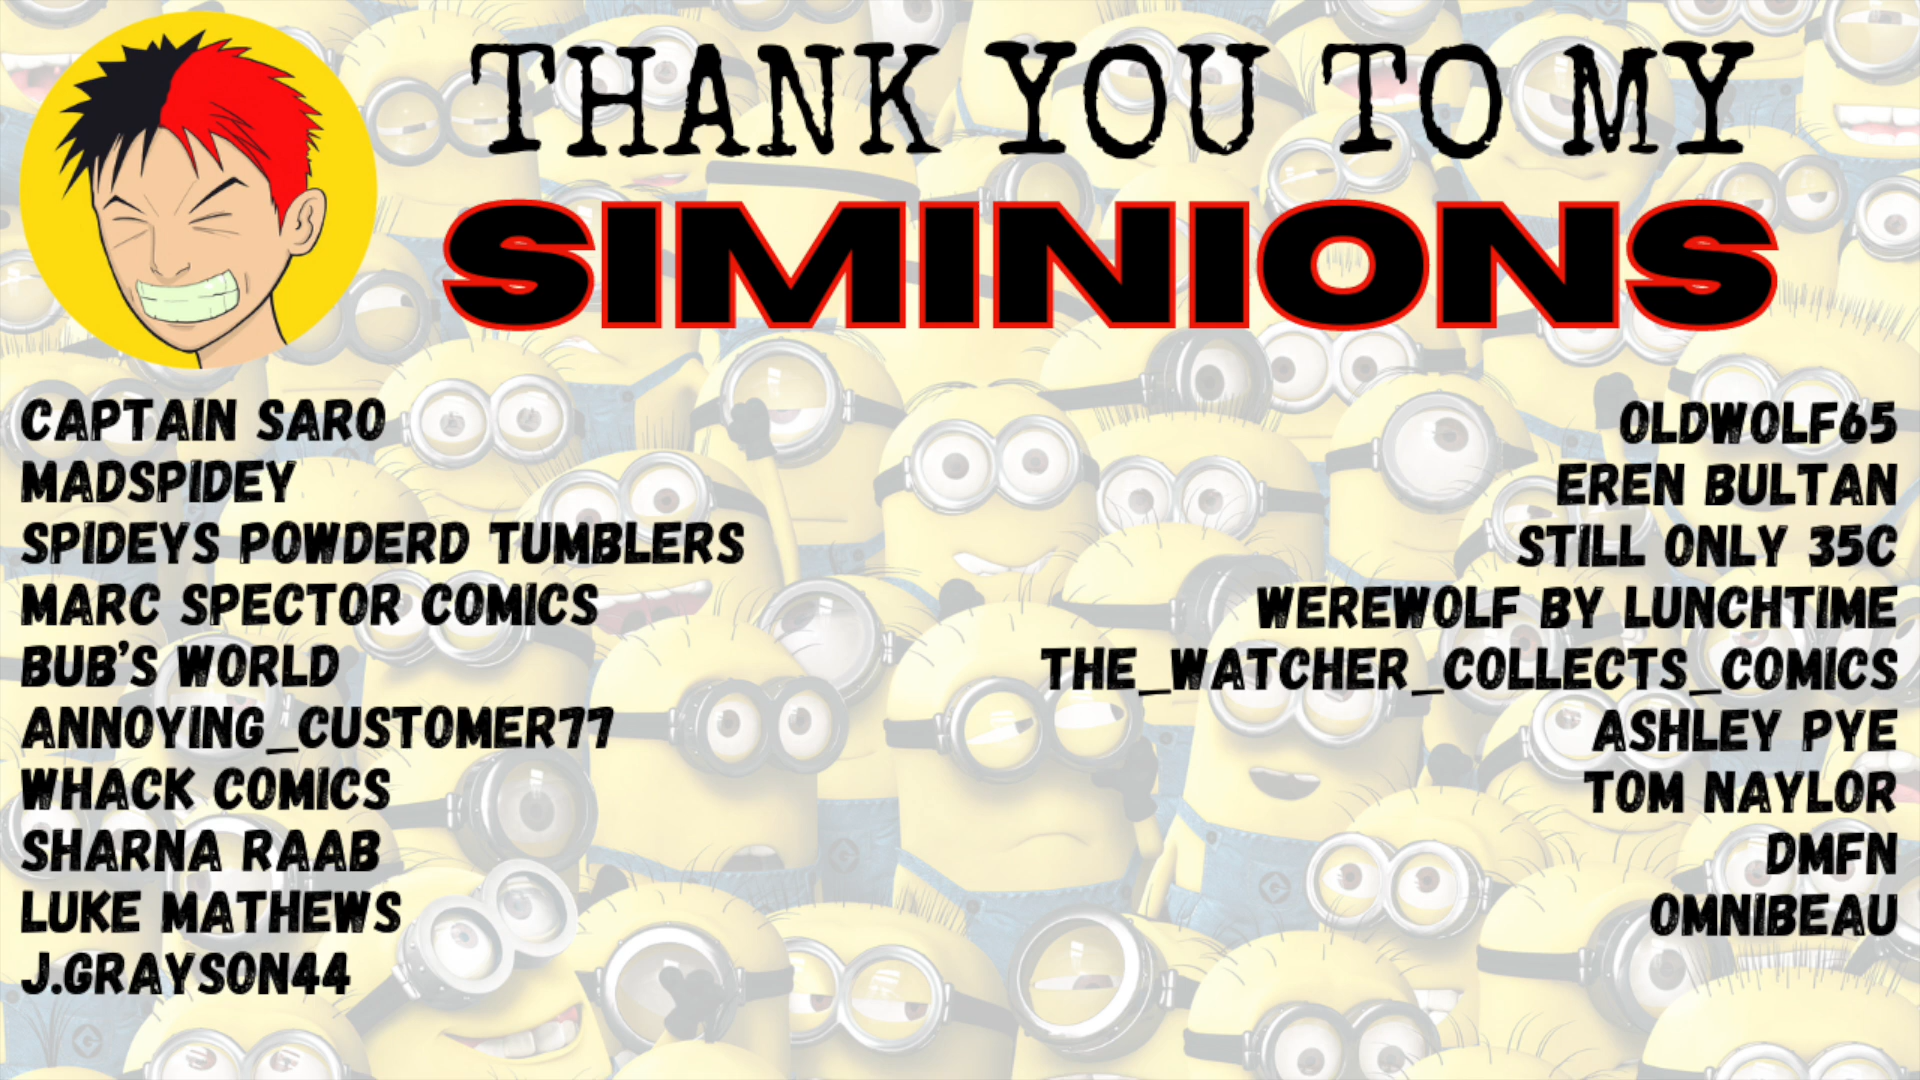 THANK YOU TO MY
SIMINIONS
CAPTAIN SARO
MADSPIDEY
SPIDEYS POWDERD TUMBLERS
MARC SPECTOR COMICS
BUB'S WORLD
ANNOYING_CUSTOMER77
WHACK COMICS
SHARNA RAAB
LUKE MATHEWS
J.GRAYSON44
OLDWOLF65
EREN BULTAN
STILL ONLY 35C
WEREWOLF BY LUNCHTIME
THE_WATCHER_COLLECTS_COMICS
ASHLEY PYE
TOM NAYLOR
DMFN
OMNIBEAU